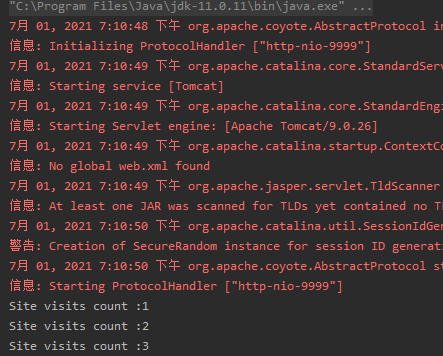 "C:\Program Files\Java\jdk-11.0.11\bin\java.exe" ...
7月 01, 2021 7:10:48 下午 org.apache.coyote.AbstractProtocol in
信息: Initializing ProtocolHandler ["http-nio-9999"]
7月 01, 2021 7:10:49 下午 org.apache.catalina.core.StandardServ
信息: Starting service [Tomcat]
7月 01, 2021 7:10:49 下午 org.apache.catalina.core.StandardEng
信息: Starting Servlet engine: [Apache Tomcat/9.0.26]
7月 01, 2021 7:10:49 下午 org.apache.catalina.startup.ContextCo
信息: No global web.xml found
7月 01, 2021 7:10:49 下午 org.apache.jasper.servlet.TldScanner
信息: At least one JAR was scanned for TLDs yet contained no T
7月 01, 2021 7:10:50 下午 org.apache.catalina.util.SessionIdGen
警告: Creation of SecureRandom instance for session ID generati
7月 01, 2021 7:10:50 下午 org.apache.coyote.AbstractProtocol st
信息: Starting ProtocolHandler ["http-nio-9999"]
Site visits count :1
Site visits count :2
Site visits count :3